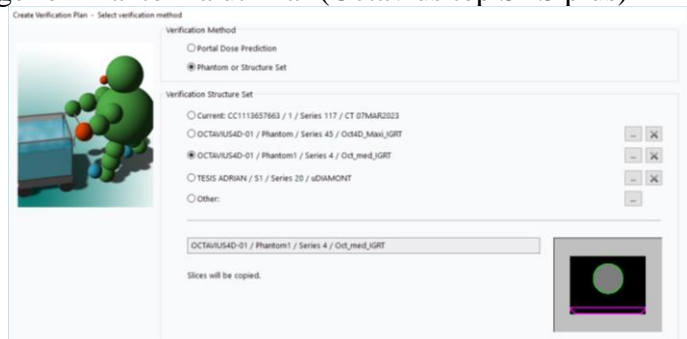 Create Verification Plan - Select verification method
Verification Method
Portal Dose Prediction
Phantom or Structure Set
Verification Structure Set
Current: CC1113657663 / 1 / Series 117 / CT 07MAR2023
OCTAVIUS4D-01 / Phantom / Series 45 / Oct4D_Maxi_IGRT
...
OCTAVIUS4D-01 / Phantom1 / Series 4 / Oct_med_IGRT
...
TESIS ADRIAN / S1 / Series 20 / uDIAMONT
...
Other:
...
OCTAVIUS4D-01 / Phantom1 / Series 4 / Oct_med_IGRT
Slices will be copied.